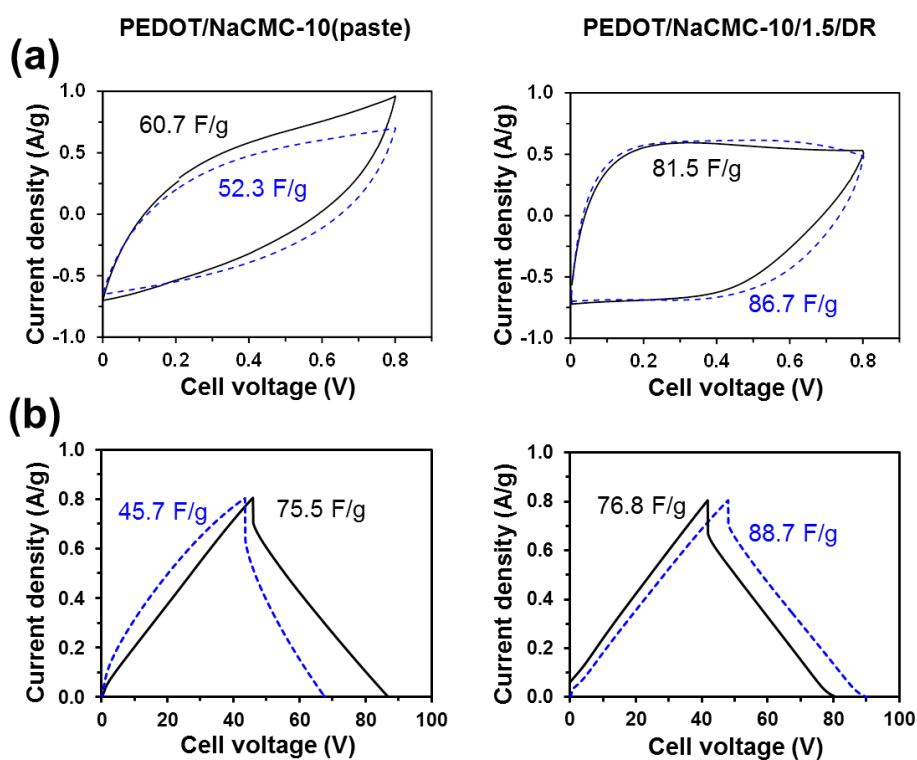 PEDOT/NaCMC-10(paste)
PEDOT/NaCMC-10/1.5/DR
(a)
Current density (A/g)
1.0
0.5
0.0
-0.5
-1.0
60.7 F/g
52.3 F/g
0
0.2
0.4
0.6
0.8
Cell voltage (V)
Current density (A/g)
1.0
0.5
0.0
-0.5
-1.0
81.5 F/g
86.7 F/g
0
0.2
0.4
0.6
0.8
Cell voltage (V)
(b)
Current density (A/g)
1.0
0.8
0.6
0.4
0.2
0.0
45.7 F/g
75.5 F/g
0
20
40
60
80
100
Cell voltage (V)
Current density (A/g)
1.0
0.8
0.6
0.4
0.2
0.0
76.8 F/g
88.7 F/g
0
20
40
60
80
100
Cell voltage (V)